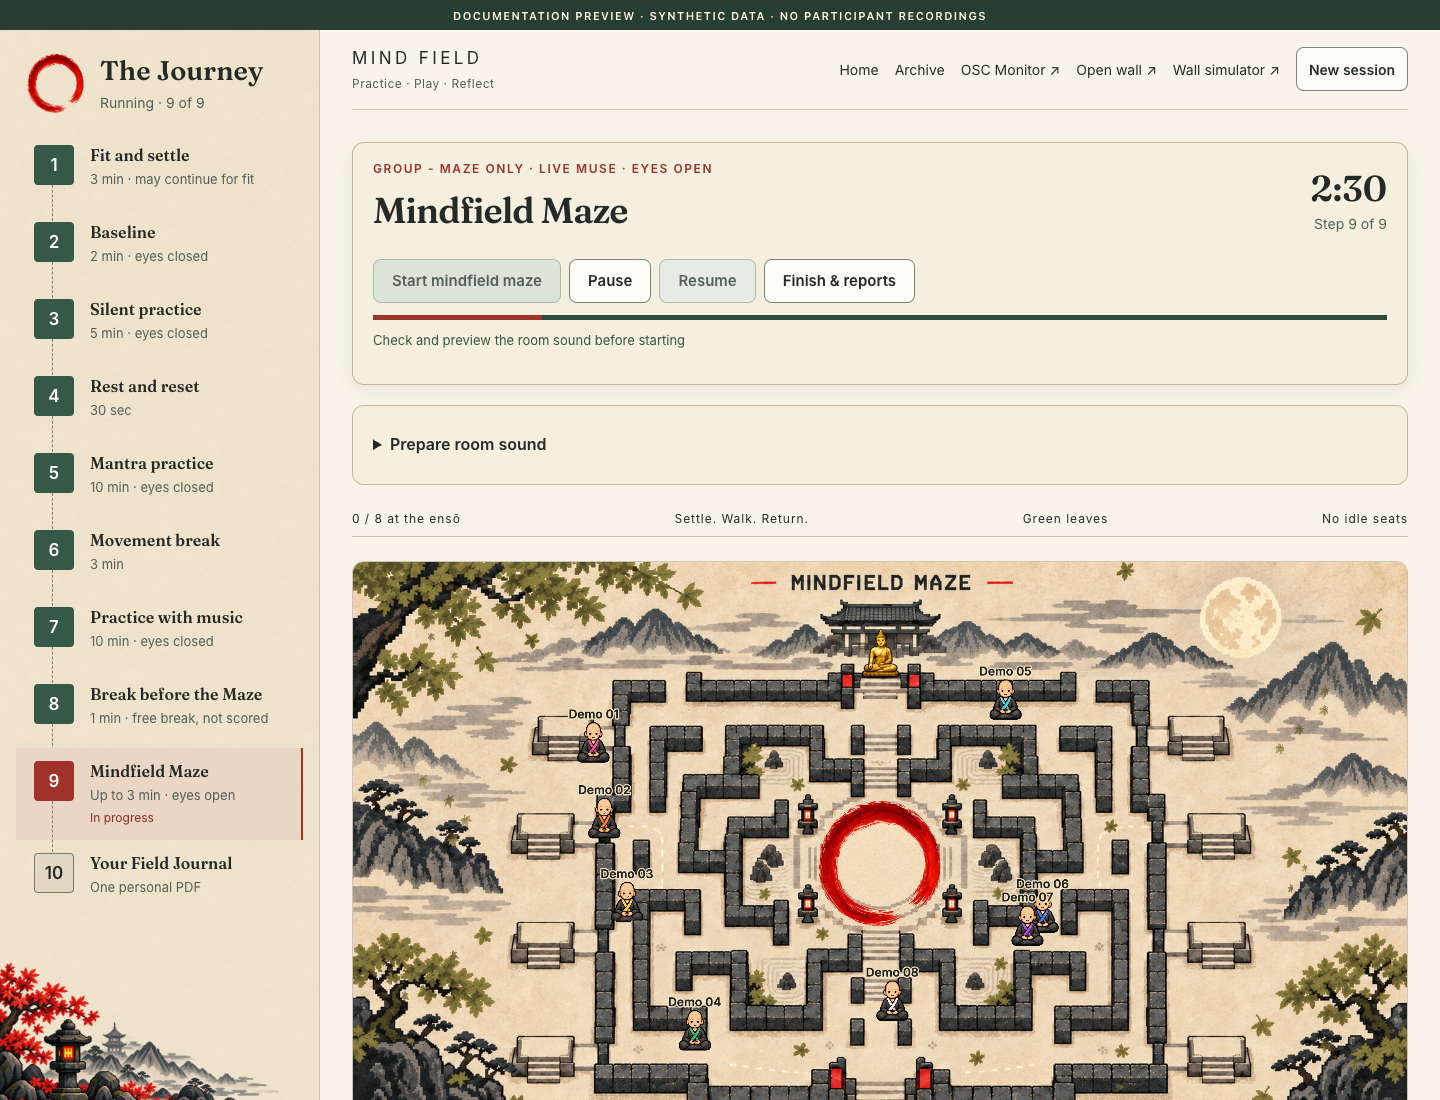 DOCUMENTATION PREVIEW · SYNTHETIC DATA · NO PARTICIPANT RECORDINGS
The Journey
Running · 9 of 9
1
Fit and settle
3 min · may continue for fit
2
Baseline
2 min · eyes closed
3
Silent practice
5 min · eyes closed
4
Rest and reset
30 sec
5
Mantra practice
10 min · eyes closed
6
Movement break
3 min
7
Practice with music
10 min · eyes closed
8
Break before the Maze
1 min · free break, not scored
9
Mindfield Maze
Up to 3 min · eyes open
In progress
10
Your Field Journal
One personal PDF
MIND FIELD
Practice · Play · Reflect
Home Archive OSC Monitor ↗ Open wall ↗ Wall simulator ↗ New session
GROUP - MAZE ONLY · LIVE MUSE · EYES OPEN
Mindfield Maze
2:30
Step 9 of 9
Start mindfield maze Pause Resume Finish & reports
Check and preview the room sound before starting
▶ Prepare room sound
0 / 8 at the ensō Settle. Walk. Return. Green leaves No idle seats
MINDFIELD MAZE
Demo 05
Demo 01
Demo 02
Demo 03
Demo 06
Demo 07
Demo 08
Demo 04